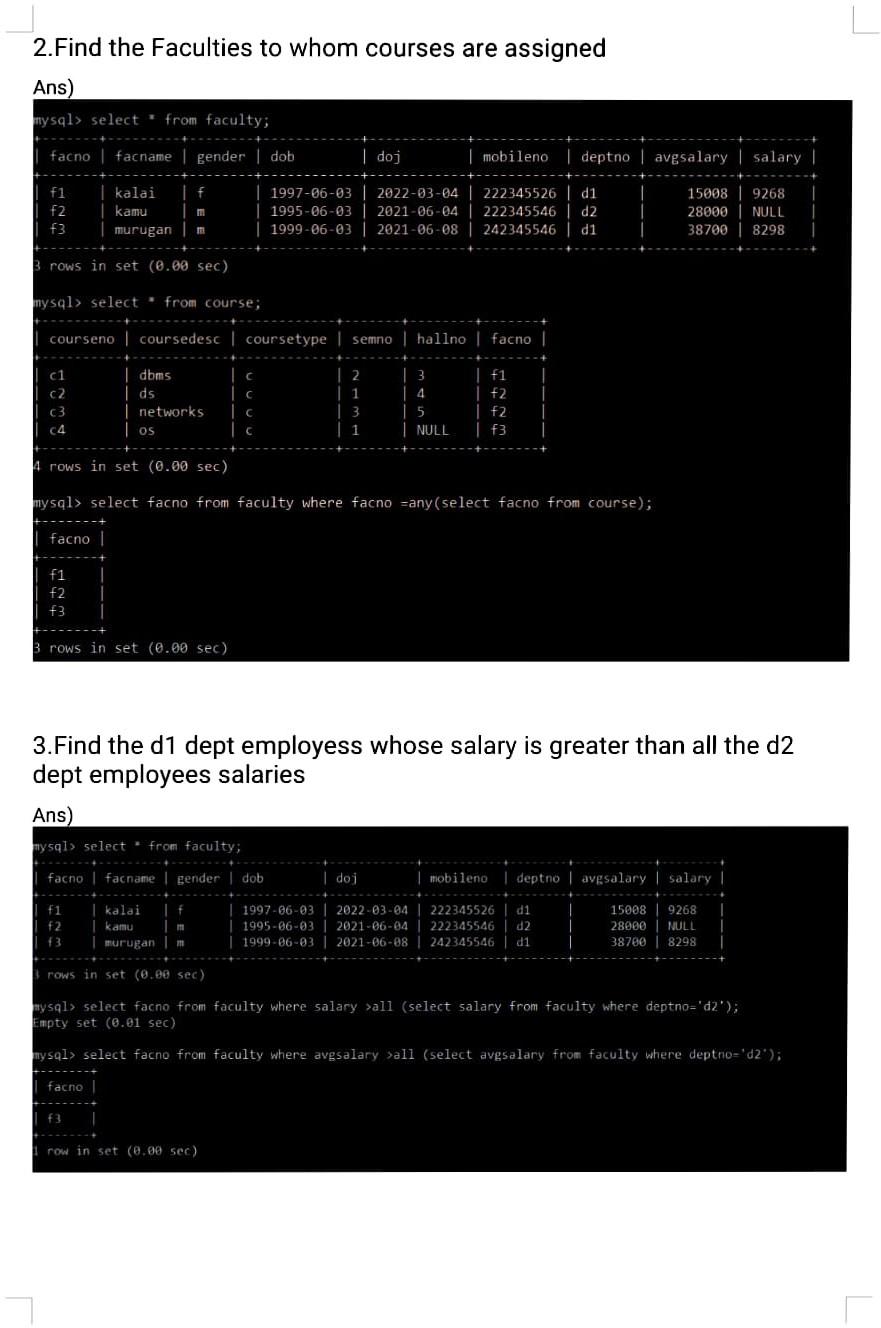 2.Find the Faculties to whom courses are assigned
Ans)
mysql> select * from faculty;
+-------+---------+--------+------------+------------+-----------+--------+-----------+--------+
| facno | facname | gender | dob | doj | mobileno | deptno | avgsalary | salary |
+-------+---------+--------+------------+------------+-----------+--------+-----------+--------+
| f1 | kalai | f | 1997-06-03 | 2022-03-04 | 222345526 | d1 | 15008 | 9268 |
| f2 | kamu | m | 1995-06-03 | 2021-06-04 | 222345546 | d2 | 28000 | NULL |
| f3 | murugan | m | 1999-06-03 | 2021-06-08 | 242345546 | d1 | 38700 | 8298 |
+-------+---------+--------+------------+------------+-----------+--------+-----------+--------+
3 rows in set (0.00 sec)
mysql> select * from course;
+----------+------------+------------+-------+--------+-------+
| courseno | coursedesc | coursetype | semno | hallno | facno |
+----------+------------+------------+-------+--------+-------+
| c1 | dbms | c | 2 | 3 | f1 |
| c2 | ds | c | 1 | 4 | f2 |
| c3 | networks | c | 3 | 5 | f2 |
| c4 | os | c | 1 | NULL | f3 |
+----------+------------+------------+-------+--------+-------+
4 rows in set (0.00 sec)
mysql> select facno from faculty where facno =any(select facno from course);
+-------+
| facno |
+-------+
| f1 |
| f2 |
| f3 |
+-------+
3 rows in set (0.00 sec)
3.Find the d1 dept employess whose salary is greater than all the d2
dept employees salaries
Ans)
mysql> select * from faculty;
+-------+---------+--------+------------+------------+-----------+--------+-----------+--------+
| facno | facname | gender | dob | doj | mobileno | deptno | avgsalary | salary |
+-------+---------+--------+------------+------------+-----------+--------+-----------+--------+
| f1 | kalai | f | 1997-06-03 | 2022-03-04 | 222345526 | d1 | 15008 | 9268 |
| f2 | kamu | m | 1995-06-03 | 2021-06-04 | 222345546 | d2 | 28000 | NULL |
| f3 | murugan | m | 1999-06-03 | 2021-06-08 | 242345546 | d1 | 38700 | 8298 |
+-------+---------+--------+------------+------------+-----------+--------+-----------+--------+
3 rows in set (0.00 sec)
mysql> select facno from faculty where salary >all (select salary from faculty where deptno='d2');
Empty set (0.01 sec)
mysql> select facno from faculty where avgsalary >all (select avgsalary from faculty where deptno='d2');
+-------+
| facno |
+-------+
| f3 |
+-------+
1 row in set (0.00 sec)